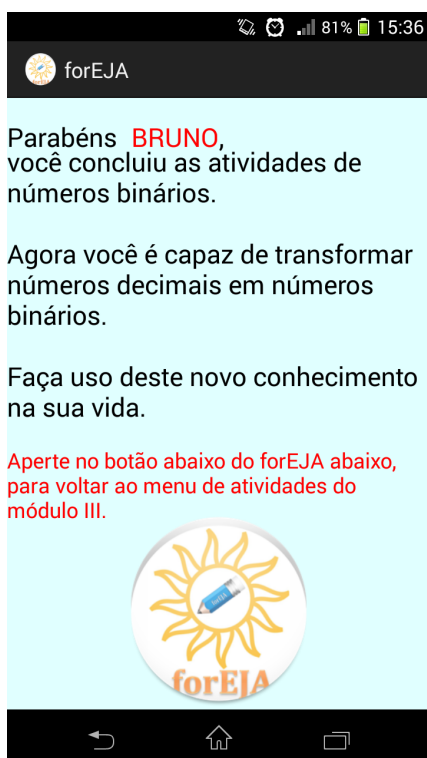 81% 15:36
forEJA
Parabéns BRUNO,
você concluiu as atividades de
números binários.
Agora você é capaz de transformar
números decimais em números
binários.
Faça uso deste novo conhecimento
na sua vida.
Aperte no botão abaixo do forEJA abaixo,
para voltar ao menu de atividades do
módulo III.
forEJA